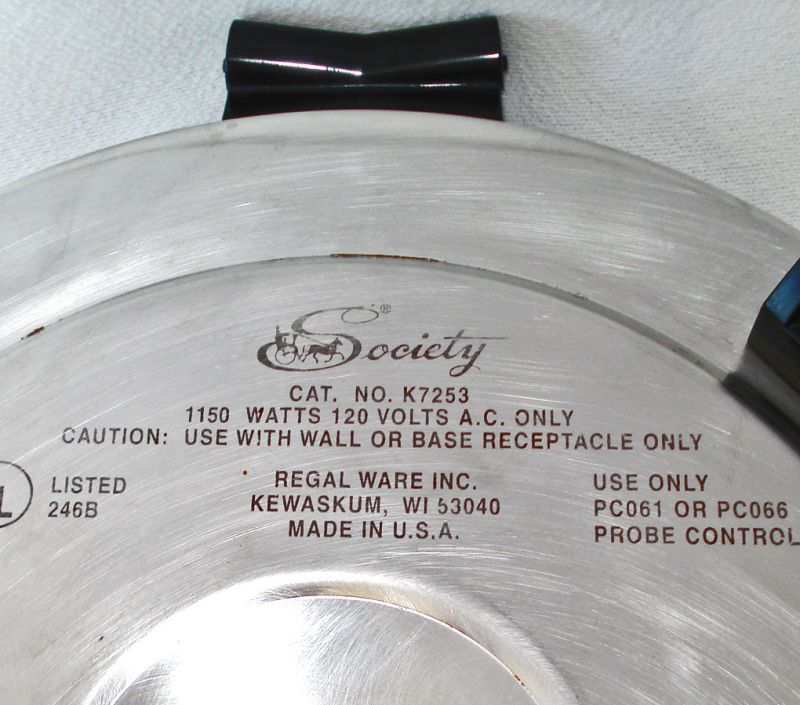 Society®
CAT. NO. K7253
1150 WATTS 120 VOLTS A.C. ONLY
CAUTION: USE WITH WALL OR BASE RECEPTACLE ONLY
L LISTED
246B
REGAL WARE INC.
KEWASKUM, WI 53040
MADE IN U.S.A.
USE ONLY
PC061 OR PC066
PROBE CONTROL